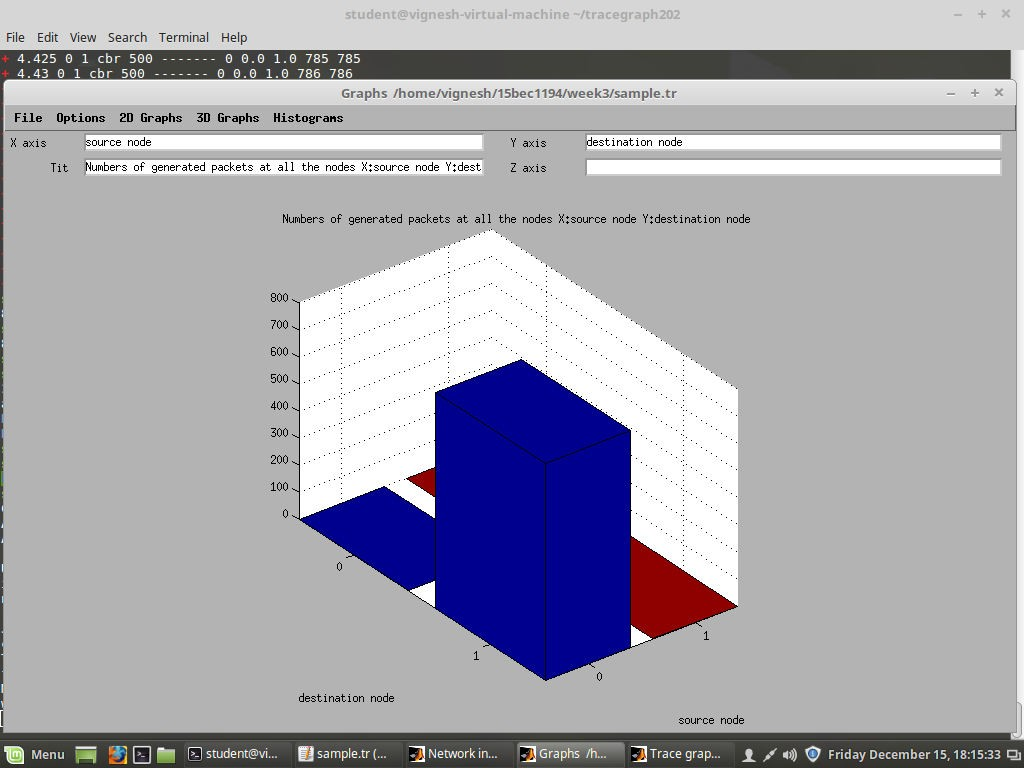 student@vignesh-virtual-machine ~/tracegraph202
File Edit View Search Terminal Help
+ 4.425 0 1 cbr 500 ------- 0 0.0 1.0 785 785
+ 4.43 0 1 cbr 500 ------- 0 0.0 1.0 786 786
Graphs /home/vignesh/15bec1194/week3/sample.tr
File Options 2D Graphs 3D Graphs Histograms
X axis source node Y axis destination node
Tit Numbers of generated packets at all the nodes X:source node Y:dest Z axis
Numbers of generated packets at all the nodes X:source node Y:destination node
800
700
600
500
400
300
200
100
0
0
1
1
0
destination node
source node
Menu student@vi... sample.tr (... Network in... Graphs /h... Trace grap... Friday December 15, 18:15:33